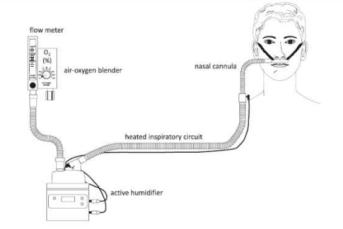 flow meter
O₂
(%)
air-oxygen blender
nasal cannula
heated inspiratory circuit
active humidifier